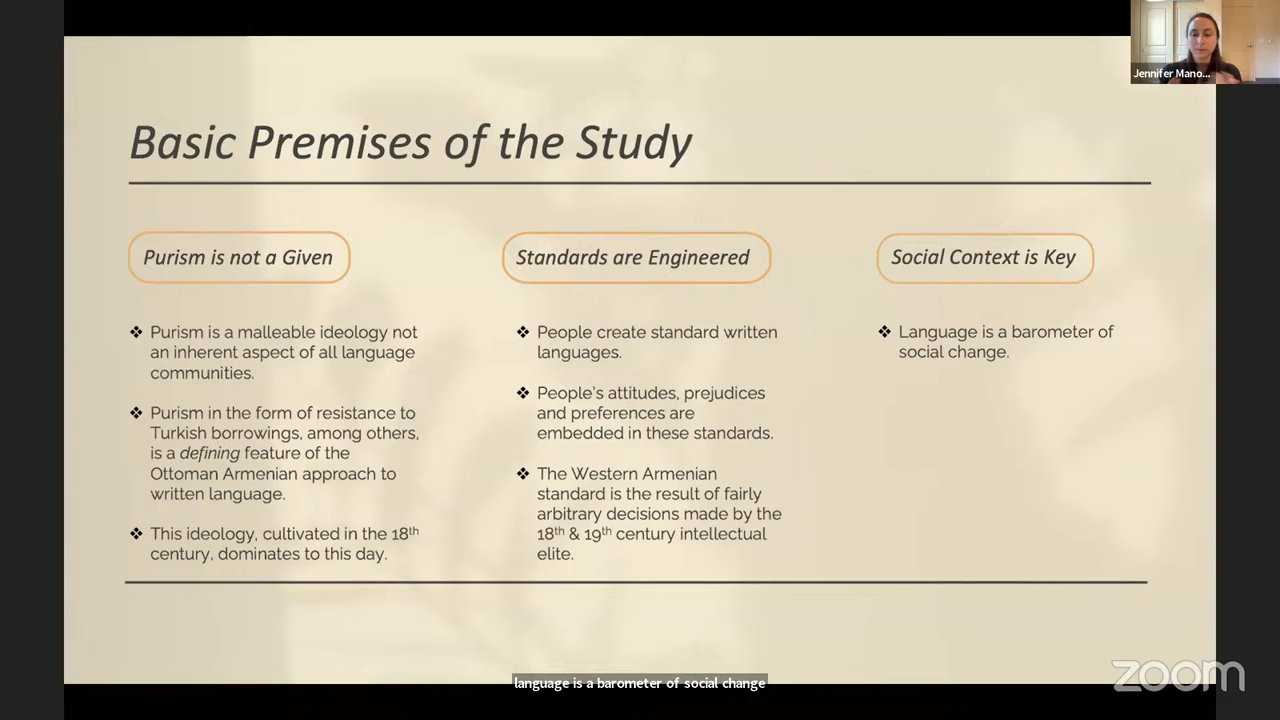 Jennifer Mano...
Basic Premises of the Study
Purism is not a Given
❖ Purism is a malleable ideology not
an inherent aspect of all language
communities.
❖ Purism in the form of resistance to
Turkish borrowings, among others,
is a defining feature of the
Ottoman Armenian approach to
written language.
❖ This ideology, cultivated in the 18th
century, dominates to this day.
Standards are Engineered
❖ People create standard written
languages.
❖ People's attitudes, prejudices
and preferences are
embedded in these standards.
❖ The Western Armenian
standard is the result of fairly
arbitrary decisions made by the
18th & 19th century intellectual
elite.
Social Context is Key
❖ Language is a barometer of
social change.
language is a barometer of social change
zoom